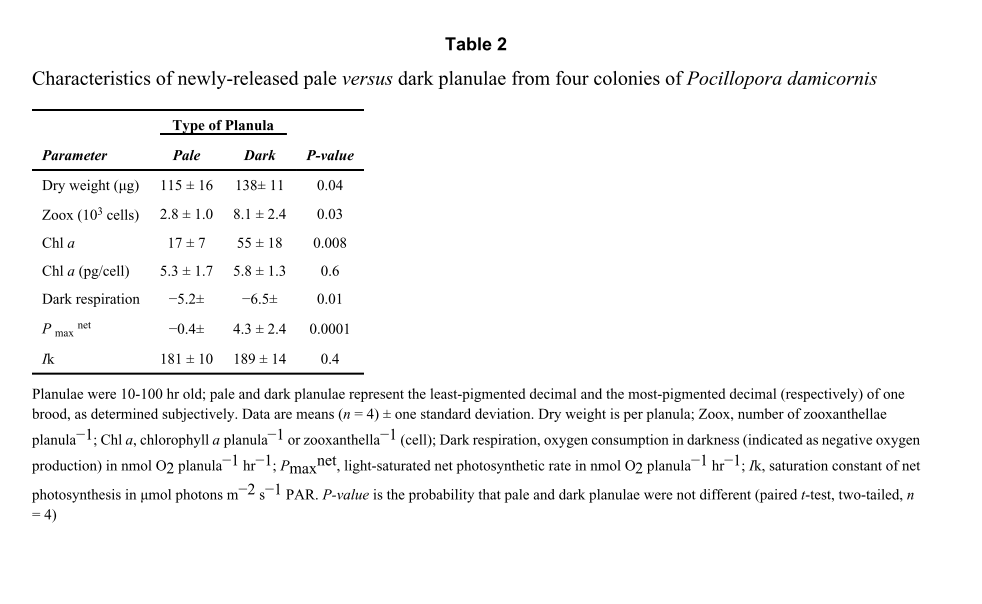 Table 2
Characteristics of newly-released pale versus dark planulae from four colonies of Pocillopora damicornis
Type of Planula
Parameter Pale Dark P-value
Dry weight (μg) 115 ± 16 138± 11 0.04
Zoox (10³ cells) 2.8 ± 1.0 8.1 ± 2.4 0.03
Chl a 17 ± 7 55 ± 18 0.008
Chl a (pg/cell) 5.3 ± 1.7 5.8 ± 1.3 0.6
Dark respiration −5.2± −6.5± 0.01
P max net −0.4± 4.3 ± 2.4 0.0001
Ik 181 ± 10 189 ± 14 0.4
Planulae were 10-100 hr old; pale and dark planulae represent the least-pigmented decimal and the most-pigmented decimal (respectively) of one
brood, as determined subjectively. Data are means (n = 4) ± one standard deviation. Dry weight is per planula; Zoox, number of zooxanthellae
planula⁻¹; Chl a, chlorophyll a planula⁻¹ or zooxanthella⁻¹ (cell); Dark respiration, oxygen consumption in darkness (indicated as negative oxygen
production) in nmol O2 planula⁻¹ hr⁻¹; Pmaxnet, light-saturated net photosynthetic rate in nmol O2 planula⁻¹ hr⁻¹; Ik, saturation constant of net
photosynthesis in μmol photons m⁻² s⁻¹ PAR. P-value is the probability that pale and dark planulae were not different (paired t-test, two-tailed, n
= 4)